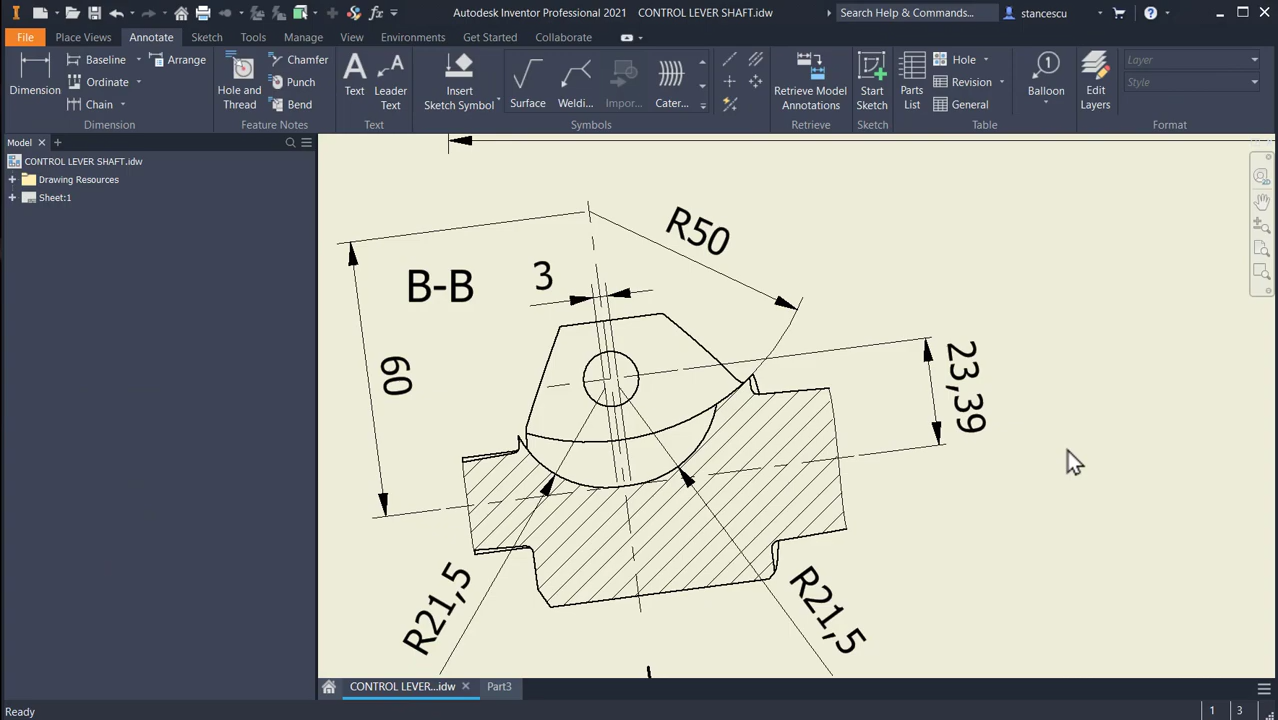 Autodesk Inventor Professional 2021 CONTROL LEVER SHAFT.idw
Search Help & Commands...
stancescu
File Place Views Annotate Sketch Tools Manage View Environments Get Started Collaborate
Dimension
Baseline
Ordinate
Chain
Arrange
Dimension
Hole and Thread
Chamfer
Punch
Bend
Feature Notes
Text
Leader Text
Text
Insert Sketch Symbol
Surface
Weldi...
Impor...
Cater...
Symbols
Retrieve Model Annotations
Retrieve
Start Sketch
Sketch
Parts List
Hole
Revision
General
Table
Balloon
Edit Layers
Layer
Style
Format
Model
CONTROL LEVER SHAFT.idw
Drawing Resources
Sheet:1
R50
B-B
3
60
23,39
R21,5
R21,5
CONTROL LEVER...idw
Part3
Ready
1 3